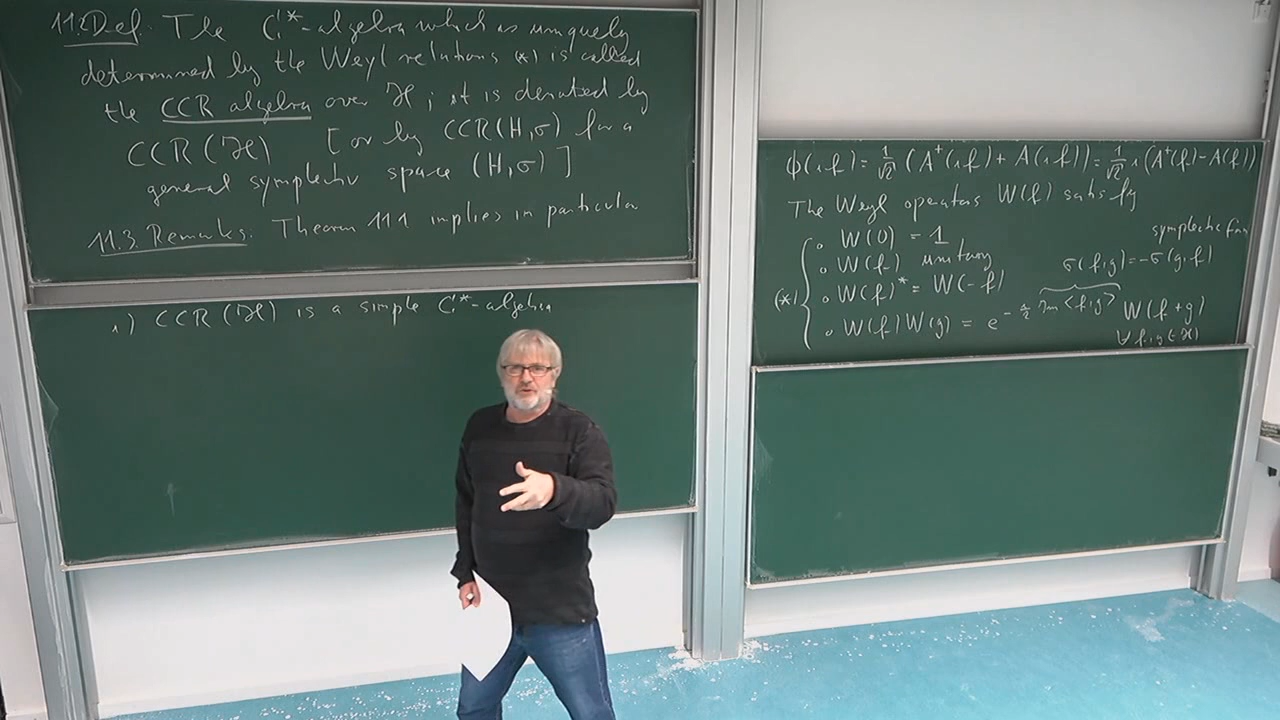 11.2 Def.: The C*-algebra which is uniquely
determined by the Weyl relations (*) is called
the CCR algebra over ℋ; it is denoted by
CCR(ℋ) [or by CCR(H,σ) for a
general symplectic space (H,σ)]
11.3 Remarks: Theorem 11.1 implies in particular
1) CCR(ℋ) is a simple C*-algebra
ϕ(if) = 1/√2 (A⁺(if) + A(if)) = 1/√2 i (A⁺(f) - A(f))
The Weyl operators W(f) satisfy
(*) { ∘ W(0) = 1
symplectic form
∘ W(f) unitary
σ(f,g) = -σ(g,f)
∘ W(f)* = W(-f)
∘ W(f)W(g) = e^{-i/2 Im<f,g>} W(f+g)
∀ f,g ∈ ℋ